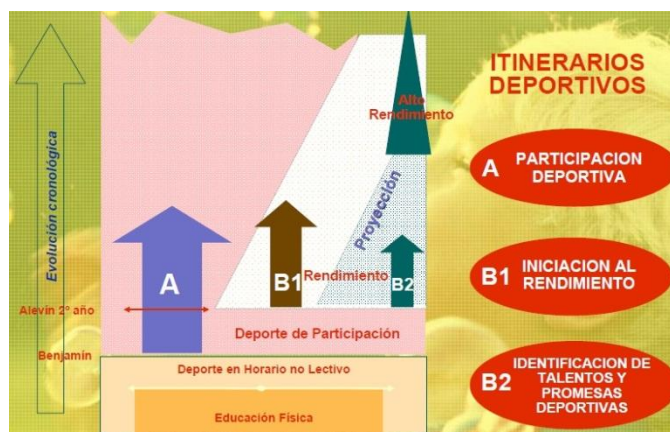 Evolución cronológica
Alevín 2º año
Benjamín
A
B1
B2
Alto
Rendimiento
Proyección
Rendimiento
Deporte de Participación
Deporte en Horario no Lectivo
Educación Física
ITINERARIOS
DEPORTIVOS
A
PARTICIPACION
DEPORTIVA
B1
INICIACION AL
RENDIMIENTO
B2
IDENTIFICACION DE
TALENTOS Y
PROMESAS
DEPORTIVAS